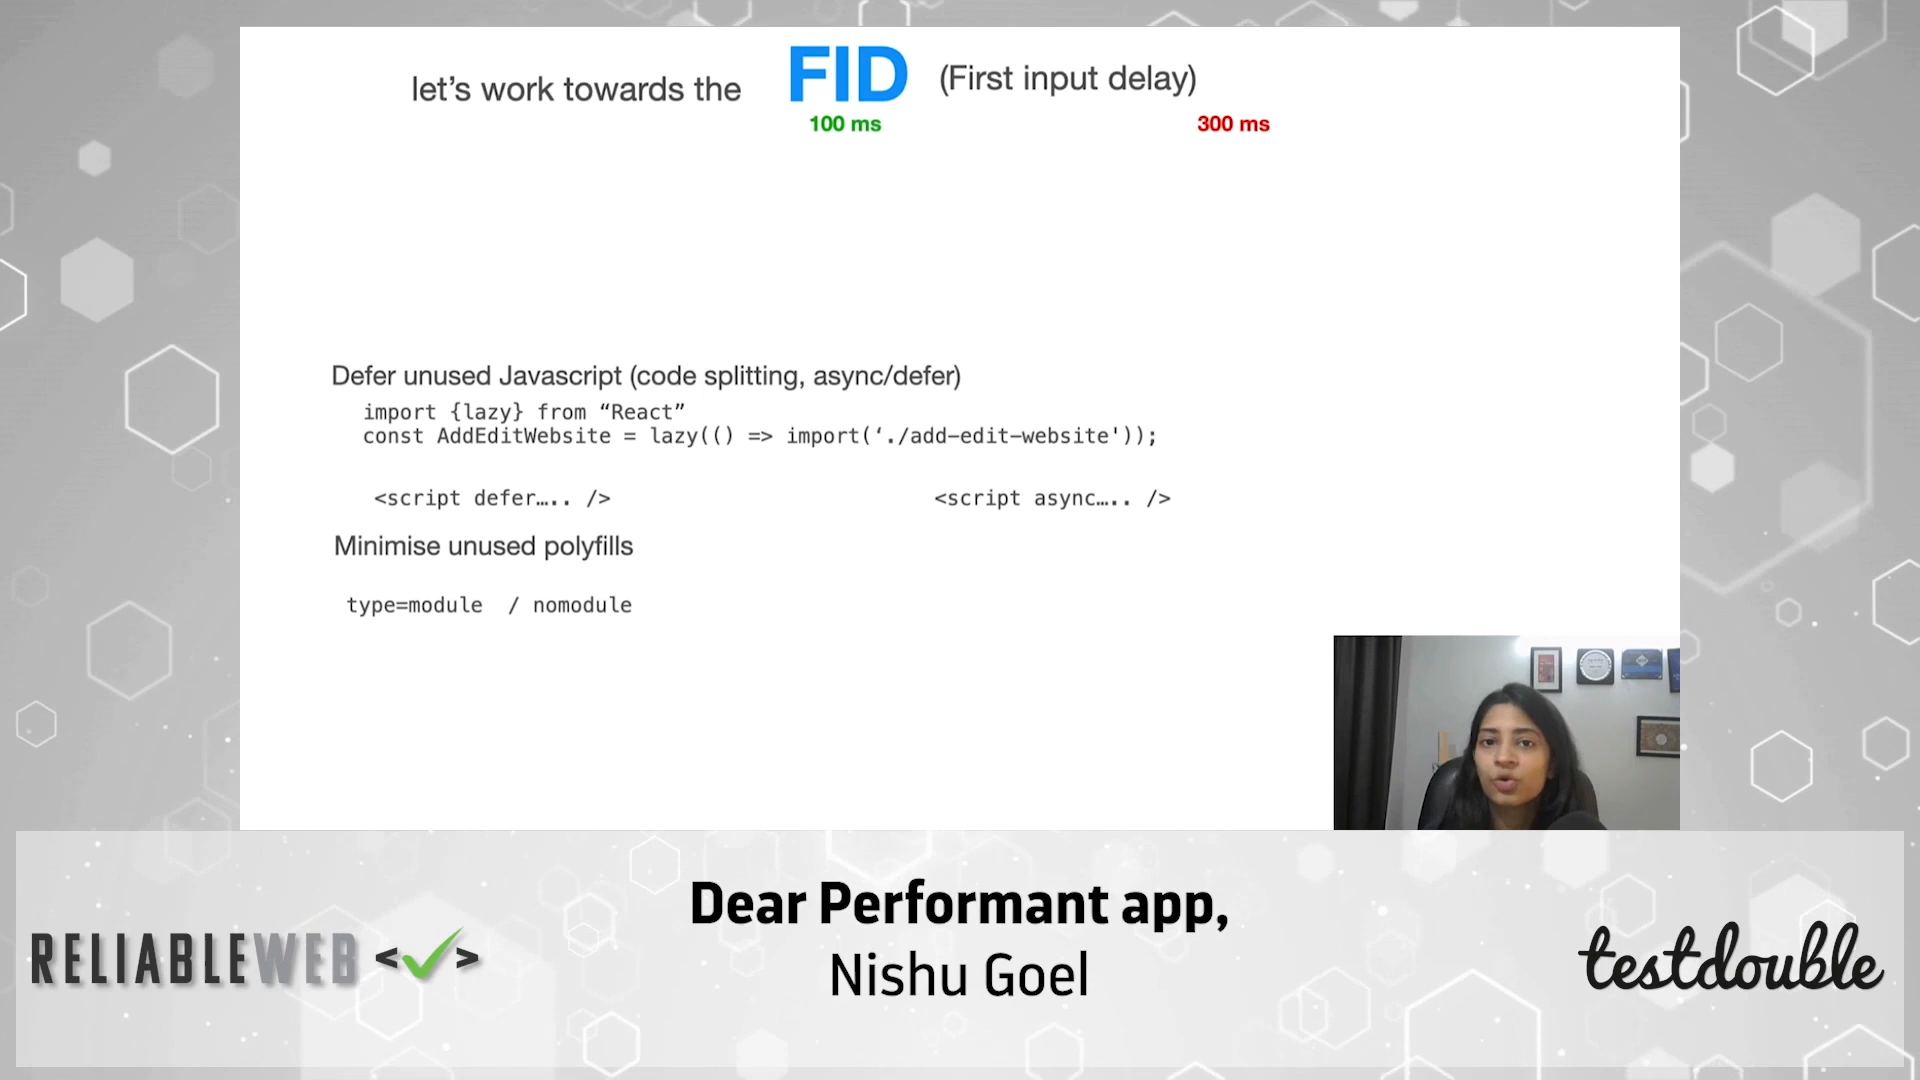 let’s work towards the FID (First input delay)
100 ms 300 ms
Defer unused Javascript (code splitting, async/defer)
import {lazy} from “React”
const AddEditWebsite = lazy(() => import(‘./add-edit-website'));
<script defer….. /> <script async….. />
Minimise unused polyfills
type=module / nomodule
RELIABLEWEB < >
Dear Performant app,
Nishu Goel
testdouble